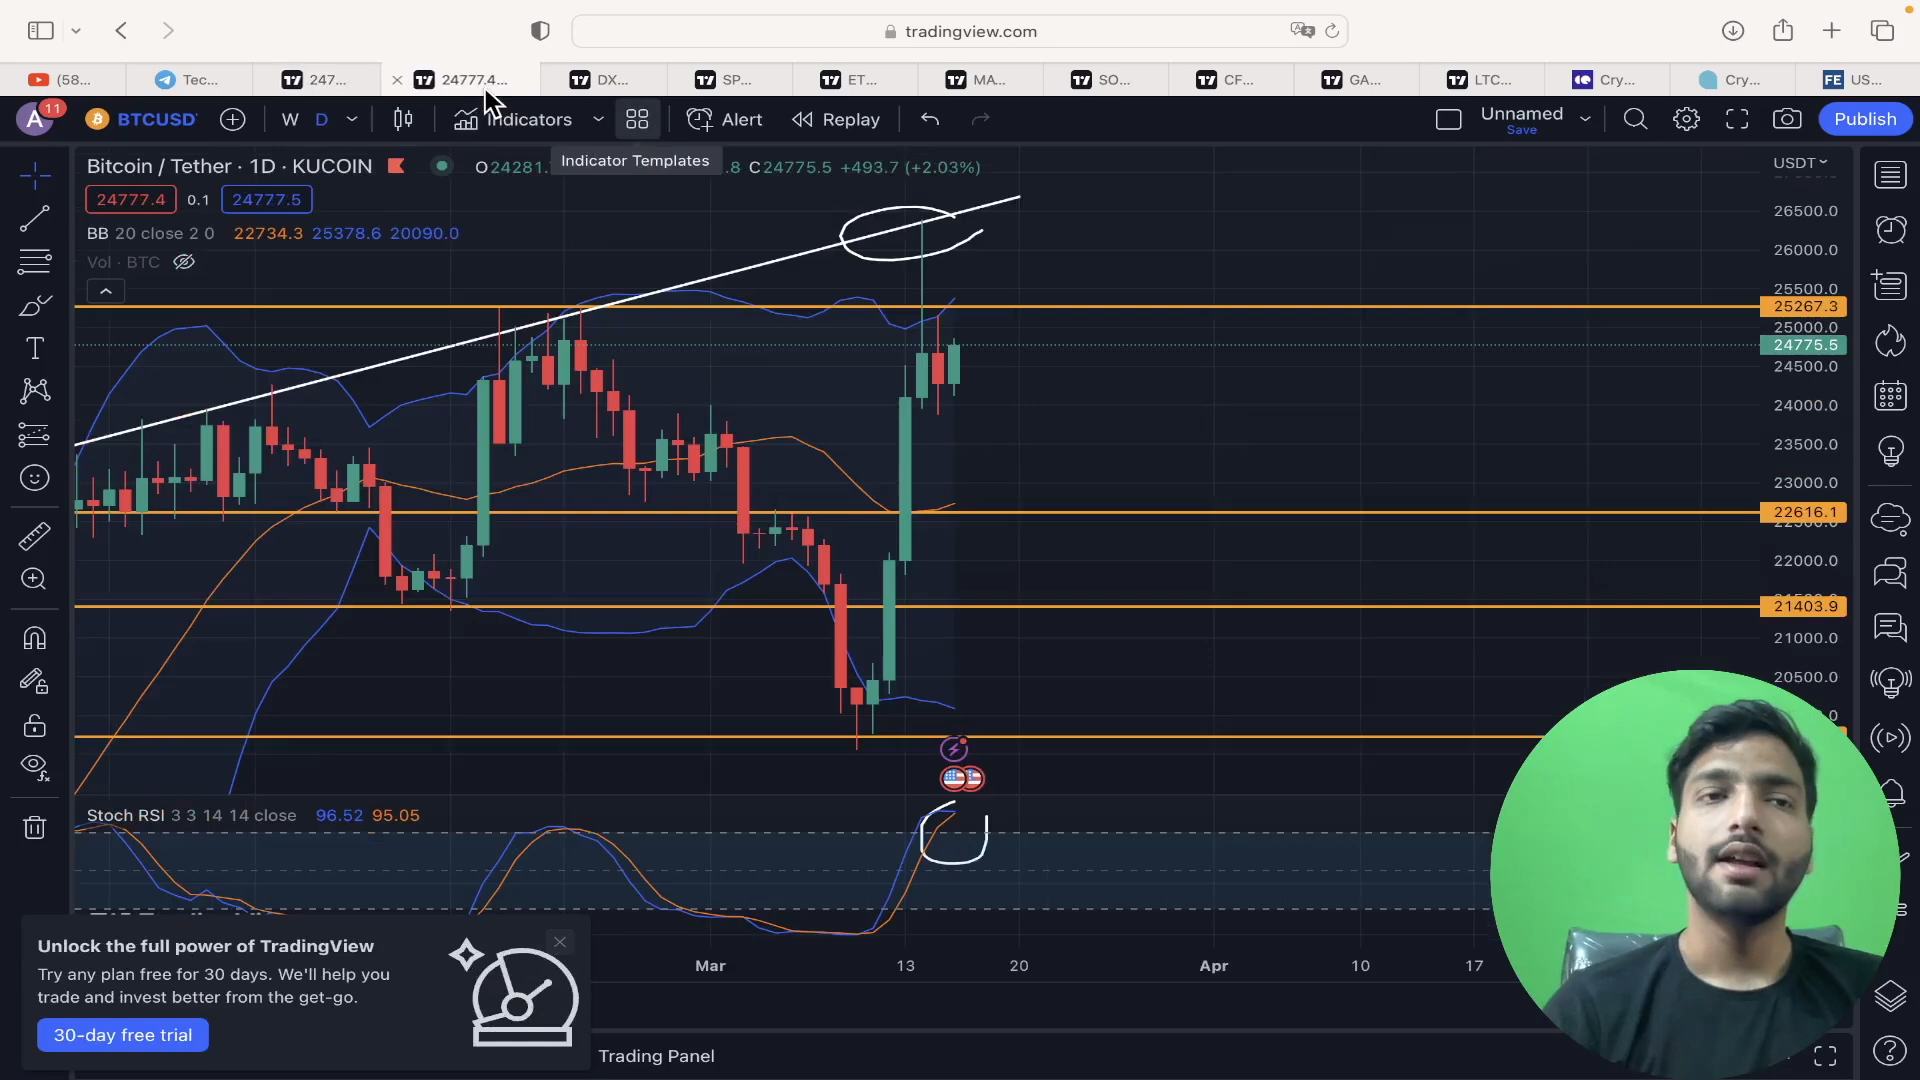 tradingview.com
(58...
Tec...
247...
24777.4...
DX...
SP...
ET...
MA...
SO...
CF...
GA...
LTC...
Cry...
Cry...
FE US...
A 11
BTCUSD
W D
Indicators
Alert
Replay
Unnamed
Save
Publish
Indicator Templates
Bitcoin / Tether · 1D · KUCOIN
O24281. .8 C24775.5 +493.7 (+2.03%)
24777.4 0.1 24777.5
BB 20 close 2 0 22734.3 25378.6 20090.0
Vol · BTC
USDT
26500.0
26000.0
25500.0
25267.3
25000.0
24775.5
24500.0
24000.0
23500.0
23000.0
22616.1
22000.0
21403.9
21000.0
20500.0
Stoch RSI 3 3 14 14 close 96.52 95.05
Mar
13
20
Apr
10
17
Unlock the full power of TradingView
Try any plan free for 30 days. We'll help you
trade and invest better from the get-go.
30-day free trial
Trading Panel